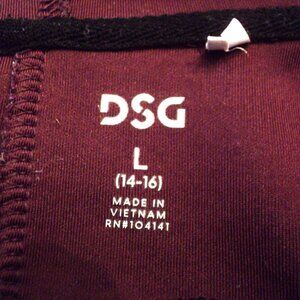 DSG
L
(14-16)
MADE IN
VIETNAM
RN#104141